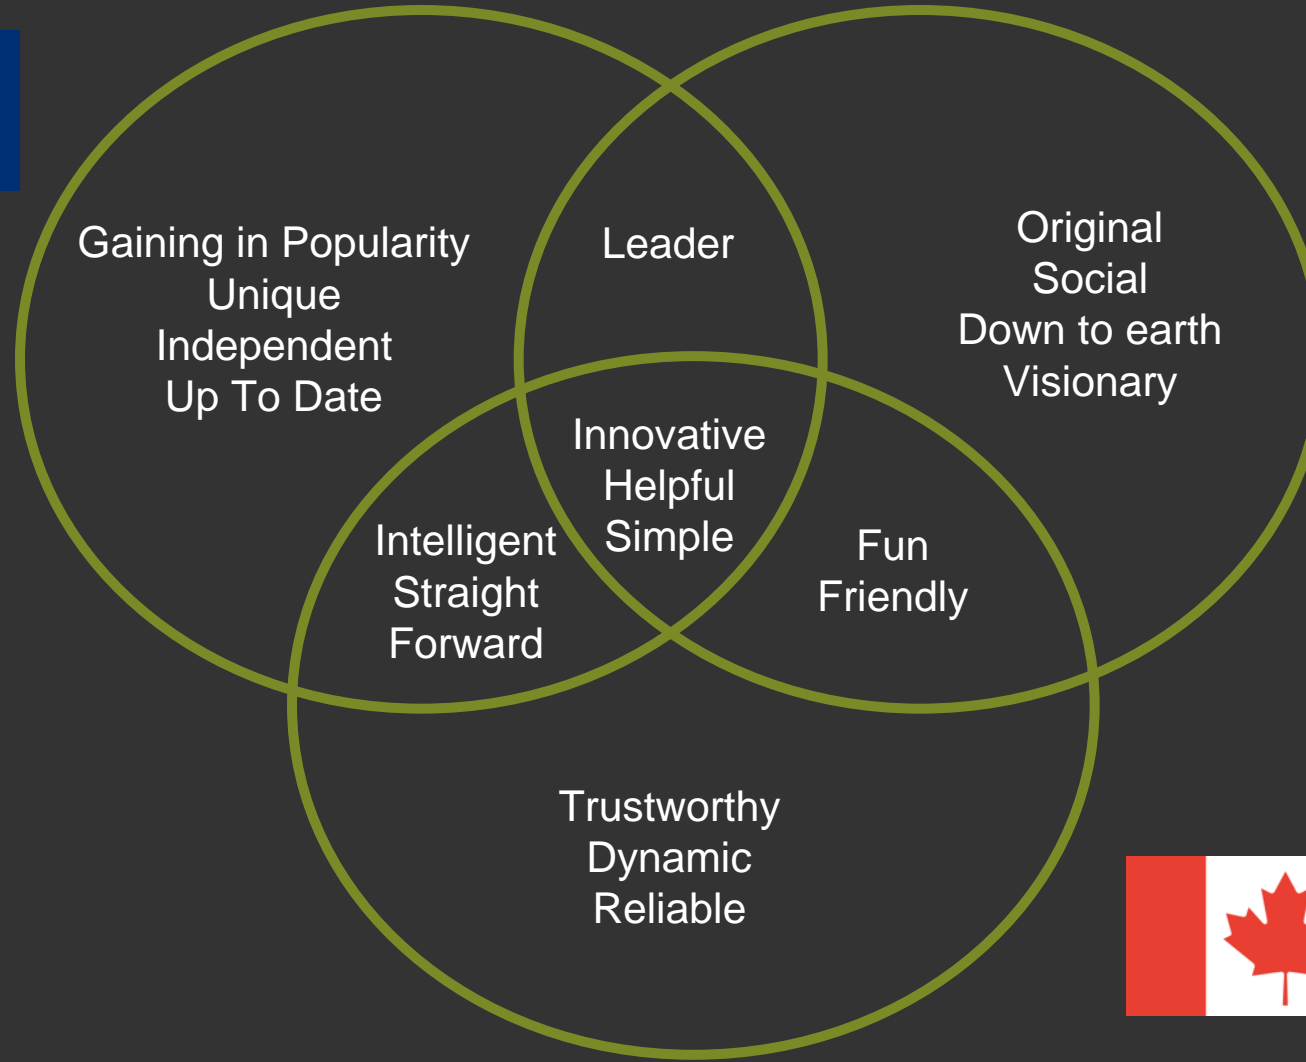 Gaining in Popularity
Unique
Independent
Up To Date
Leader
Original
Social
Down to earth
Visionary
Innovative
Helpful
Simple
Intelligent
Straight
Forward
Fun
Friendly
Trustworthy
Dynamic
Reliable